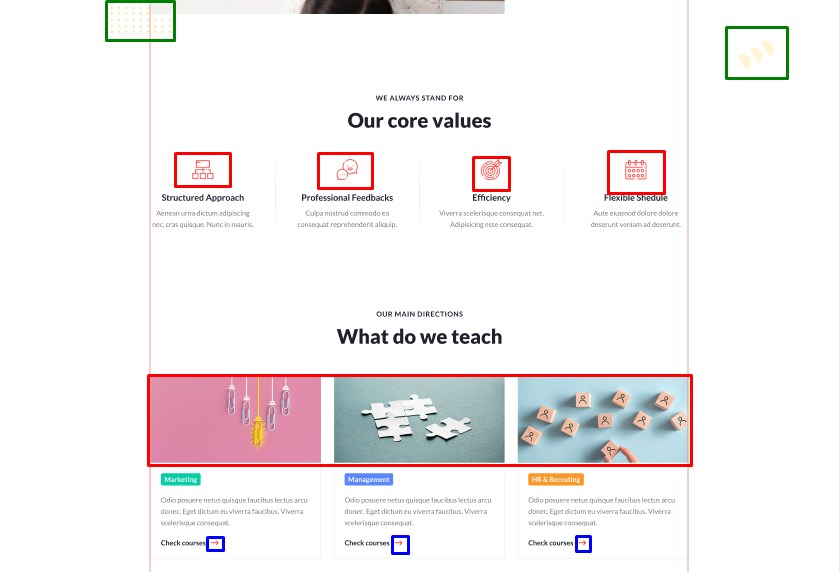 WE ALWAYS STAND FOR
Our core values
Structured Approach
Aenean urna dictum adipiscing
nec, cras quisque. Nunc in mauris.
Professional Feedbacks
Culpa nostrud commodo ea
consequat reprehenderit aliquip.
Efficiency
Viverra scelerisque consequat net.
Adipisicing esse consequat.
Flexible Shedule
Aute eiusmod dolore dolore
deserunt veniam ad deserunt.
OUR MAIN DIRECTIONS
What do we teach
Marketing
Odio posuere netus quisque faucibus lectus arcu
donec. Eget dictum eu viverra faucibus. Viverra
scelerisque consequat.
Check courses
Management
Odio posuere netus quisque faucibus lectus arcu
donec. Eget dictum eu viverra faucibus. Viverra
scelerisque consequat.
Check courses
HR & Recruting
Odio posuere netus quisque faucibus lectus arcu
donec. Eget dictum eu viverra faucibus. Viverra
scelerisque consequat.
Check courses